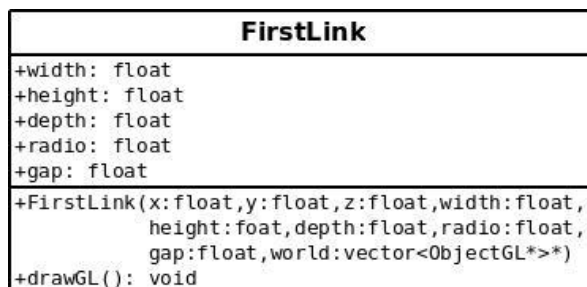 FirstLink
+width: float
+height: float
+depth: float
+radio: float
+gap: float
+FirstLink(x:float,y:float,z:float,width:float,
height:foat,depth:float,radio:float,
gap:float,world:vector<ObjectGL*>*)
+drawGL(): void